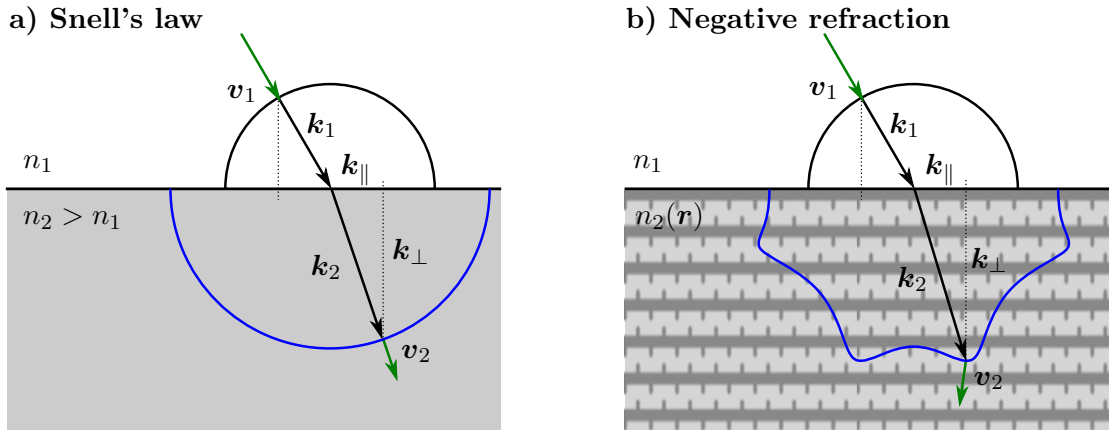 a) Snell's law
v₁
k₁
n₁
k∥
n₂ > n₁
k₂
k⊥
v₂
b) Negative refraction
v₁
k₁
n₁
k∥
n₂(r)
k₂
k⊥
v₂